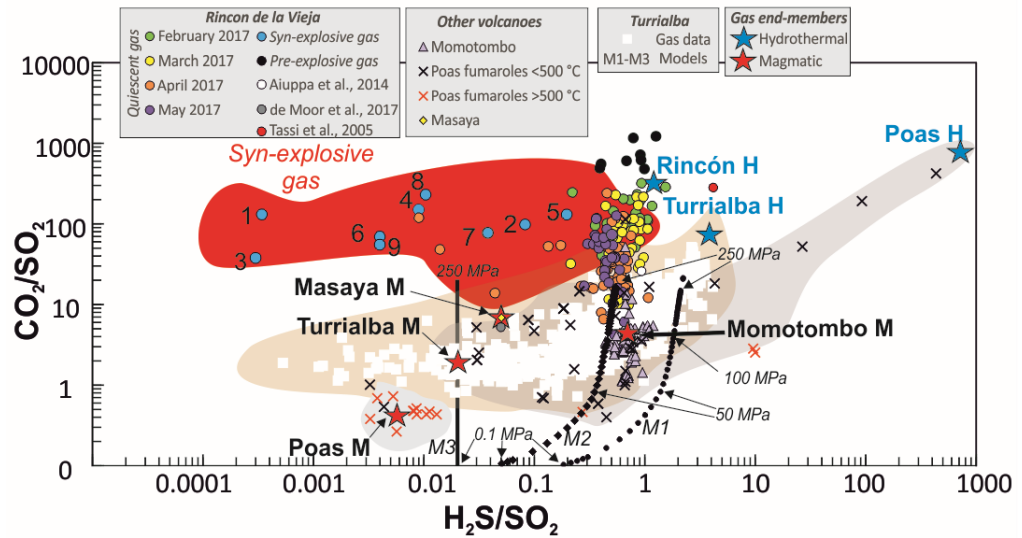 Rincon de la Vieja
Quiescent gas
February 2017
March 2017
April 2017
May 2017
Syn-explosive gas
Pre-explosive gas
Aiuppa et al., 2014
de Moor et al., 2017
Tassi et al., 2005
Other volcanoes
Momotombo
Poas fumaroles <500 °C
Poas fumaroles >500 °C
Masaya
Turrialba
Gas data
M1-M3 Models
Gas end-members
Hydrothermal
Magmatic
CO₂/SO₂
10000
1000
100
10
1
0
Syn-explosive
gas
1
3
8
4
6
9
7
2
5
Poas H
Rincón H
Turrialba H
250 MPa
250 MPa
Masaya M
Turrialba M
Momotombo M
100 MPa
50 MPa
Poas M
M3
0.1 MPa
M2
M1
0.0001
0.001
0.01
0.1
1
10
100
1000
H₂S/SO₂